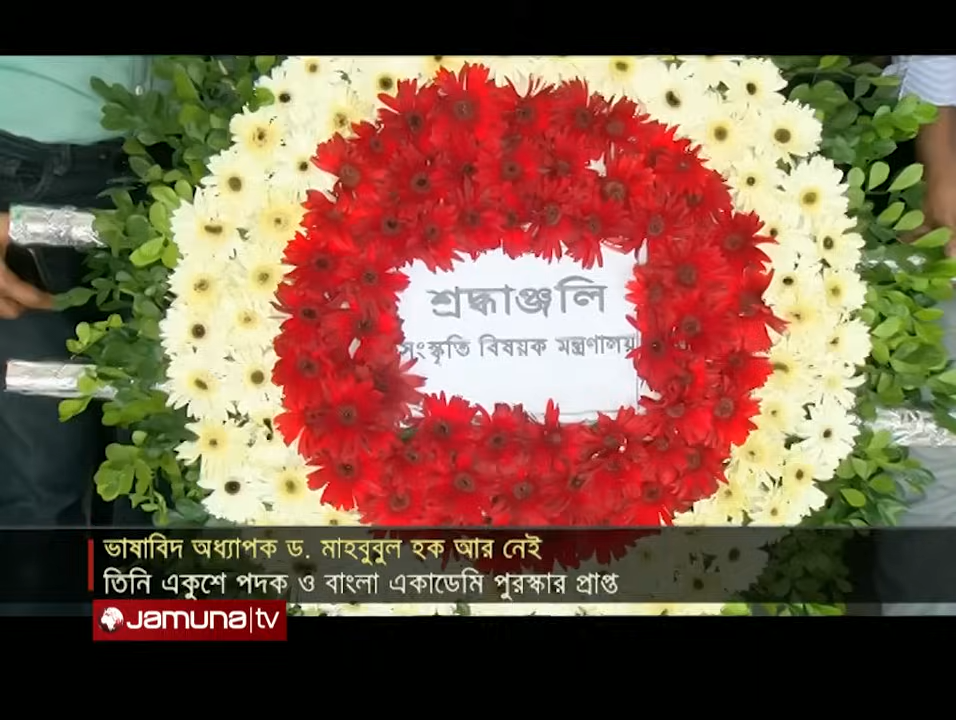 শ্রদ্ধাঞ্জলি
সংস্কৃতি বিষয়ক মন্ত্রণালয়
ভাষাবিদ অধ্যাপক ড. মাহবুবুল হক আর নেই
তিনি একুশে পদক ও বাংলা একাডেমি পুরস্কার প্রাপ্ত
Jamuna|tv